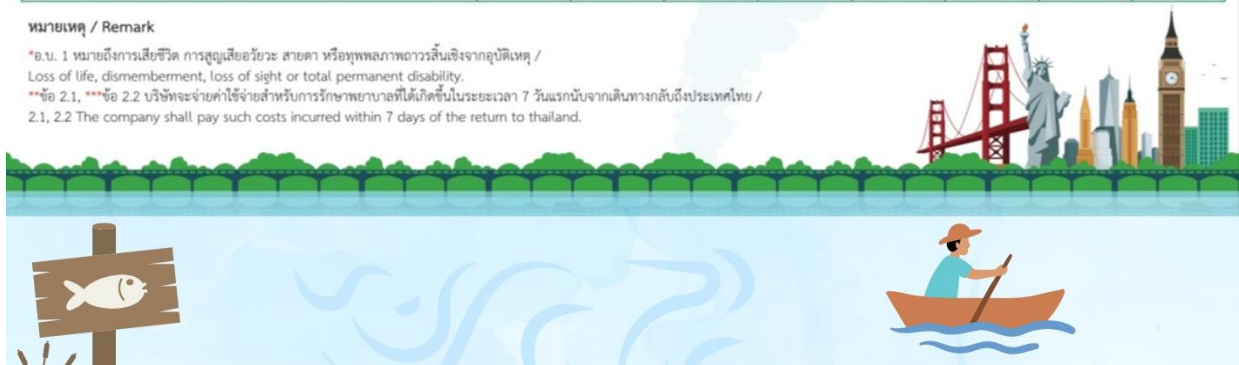 หมายเหตุ / Remark
*อ.บ. 1 หมายถึงการเสียชีวิต การสูญเสียอวัยวะ สายตา หรือทุพพลภาพถาวรสิ้นเชิงจากอุบัติเหตุ /
Loss of life, dismemberment, loss of sight or total permanent disability.
**ข้อ 2.1, ***ข้อ 2.2 บริษัทจะจ่ายค่าใช้จ่ายสำหรับการรักษาพยาบาลที่ได้เกิดขึ้นในระยะเวลา 7 วันแรกนับจากเดินทางกลับถึงประเทศไทย /
2.1, 2.2 The company shall pay such costs incurred within 7 days of the return to thailand.